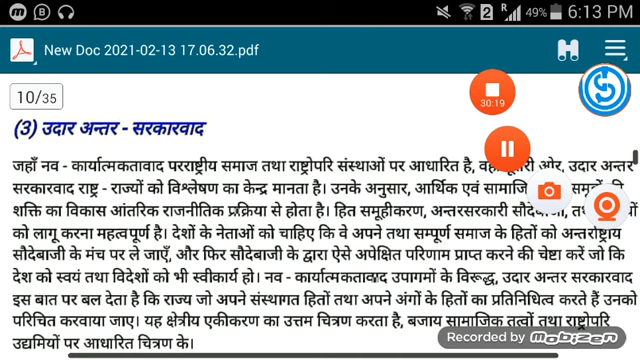 49% 6:13 PM
New Doc 2021-02-13 17.06.32.pdf
10/35
30:19
(3) उदार अन्तर - सरकारवाद
जहाँ नव - कार्यात्मकतावाद परराष्ट्रीय समाज तथा राष्ट्रोपरि संस्थाओं पर आधारित है, वहीं दूसरी ओर, उदार अन्तर
सरकारवाद राष्ट्र - राज्यों को विश्लेषण का केन्द्र मानता है। उनके अनुसार, आर्थिक एवं सामाजि
शक्ति का विकास आंतरिक राजनीतिक प्रक्रिया से होता है। हित समूहीकरण, अन्तरसरकारी सौदेबाजी, तथा
को लागू करना महत्वपूर्ण है। देशों के नेताओं को चाहिए कि वे अपने तथा सम्पूर्ण समाज के हितों को अन्तर्राष्ट्रीय
सौदेबाजी के मंच पर ले जाएँ, और फिर सौदेबाजी के द्वारा ऐसे अपेक्षित परिणाम प्राप्त करने की चेष्टा करें जो कि
देश को स्वयं तथा विदेशों को भी स्वीकार्य हो। नव - कार्यात्मकतवाद उपागमों के विरूद्ध, उदार अन्तर सरकारवाद
इस बात पर बल देता है कि राज्य जो अपने संस्थागत हितों तथा अपने अंगों के हितों का प्रतिनिधित्व करते हैं उनको
परिचित करवाया जाए। यह क्षेत्रीय एकीकरण का उत्तम चित्रण करता है, बजाय सामाजिक तत्वों तथा राष्ट्रोपरि
उद्यमियों पर आधारित चित्रण के।
Recorded by mobizen